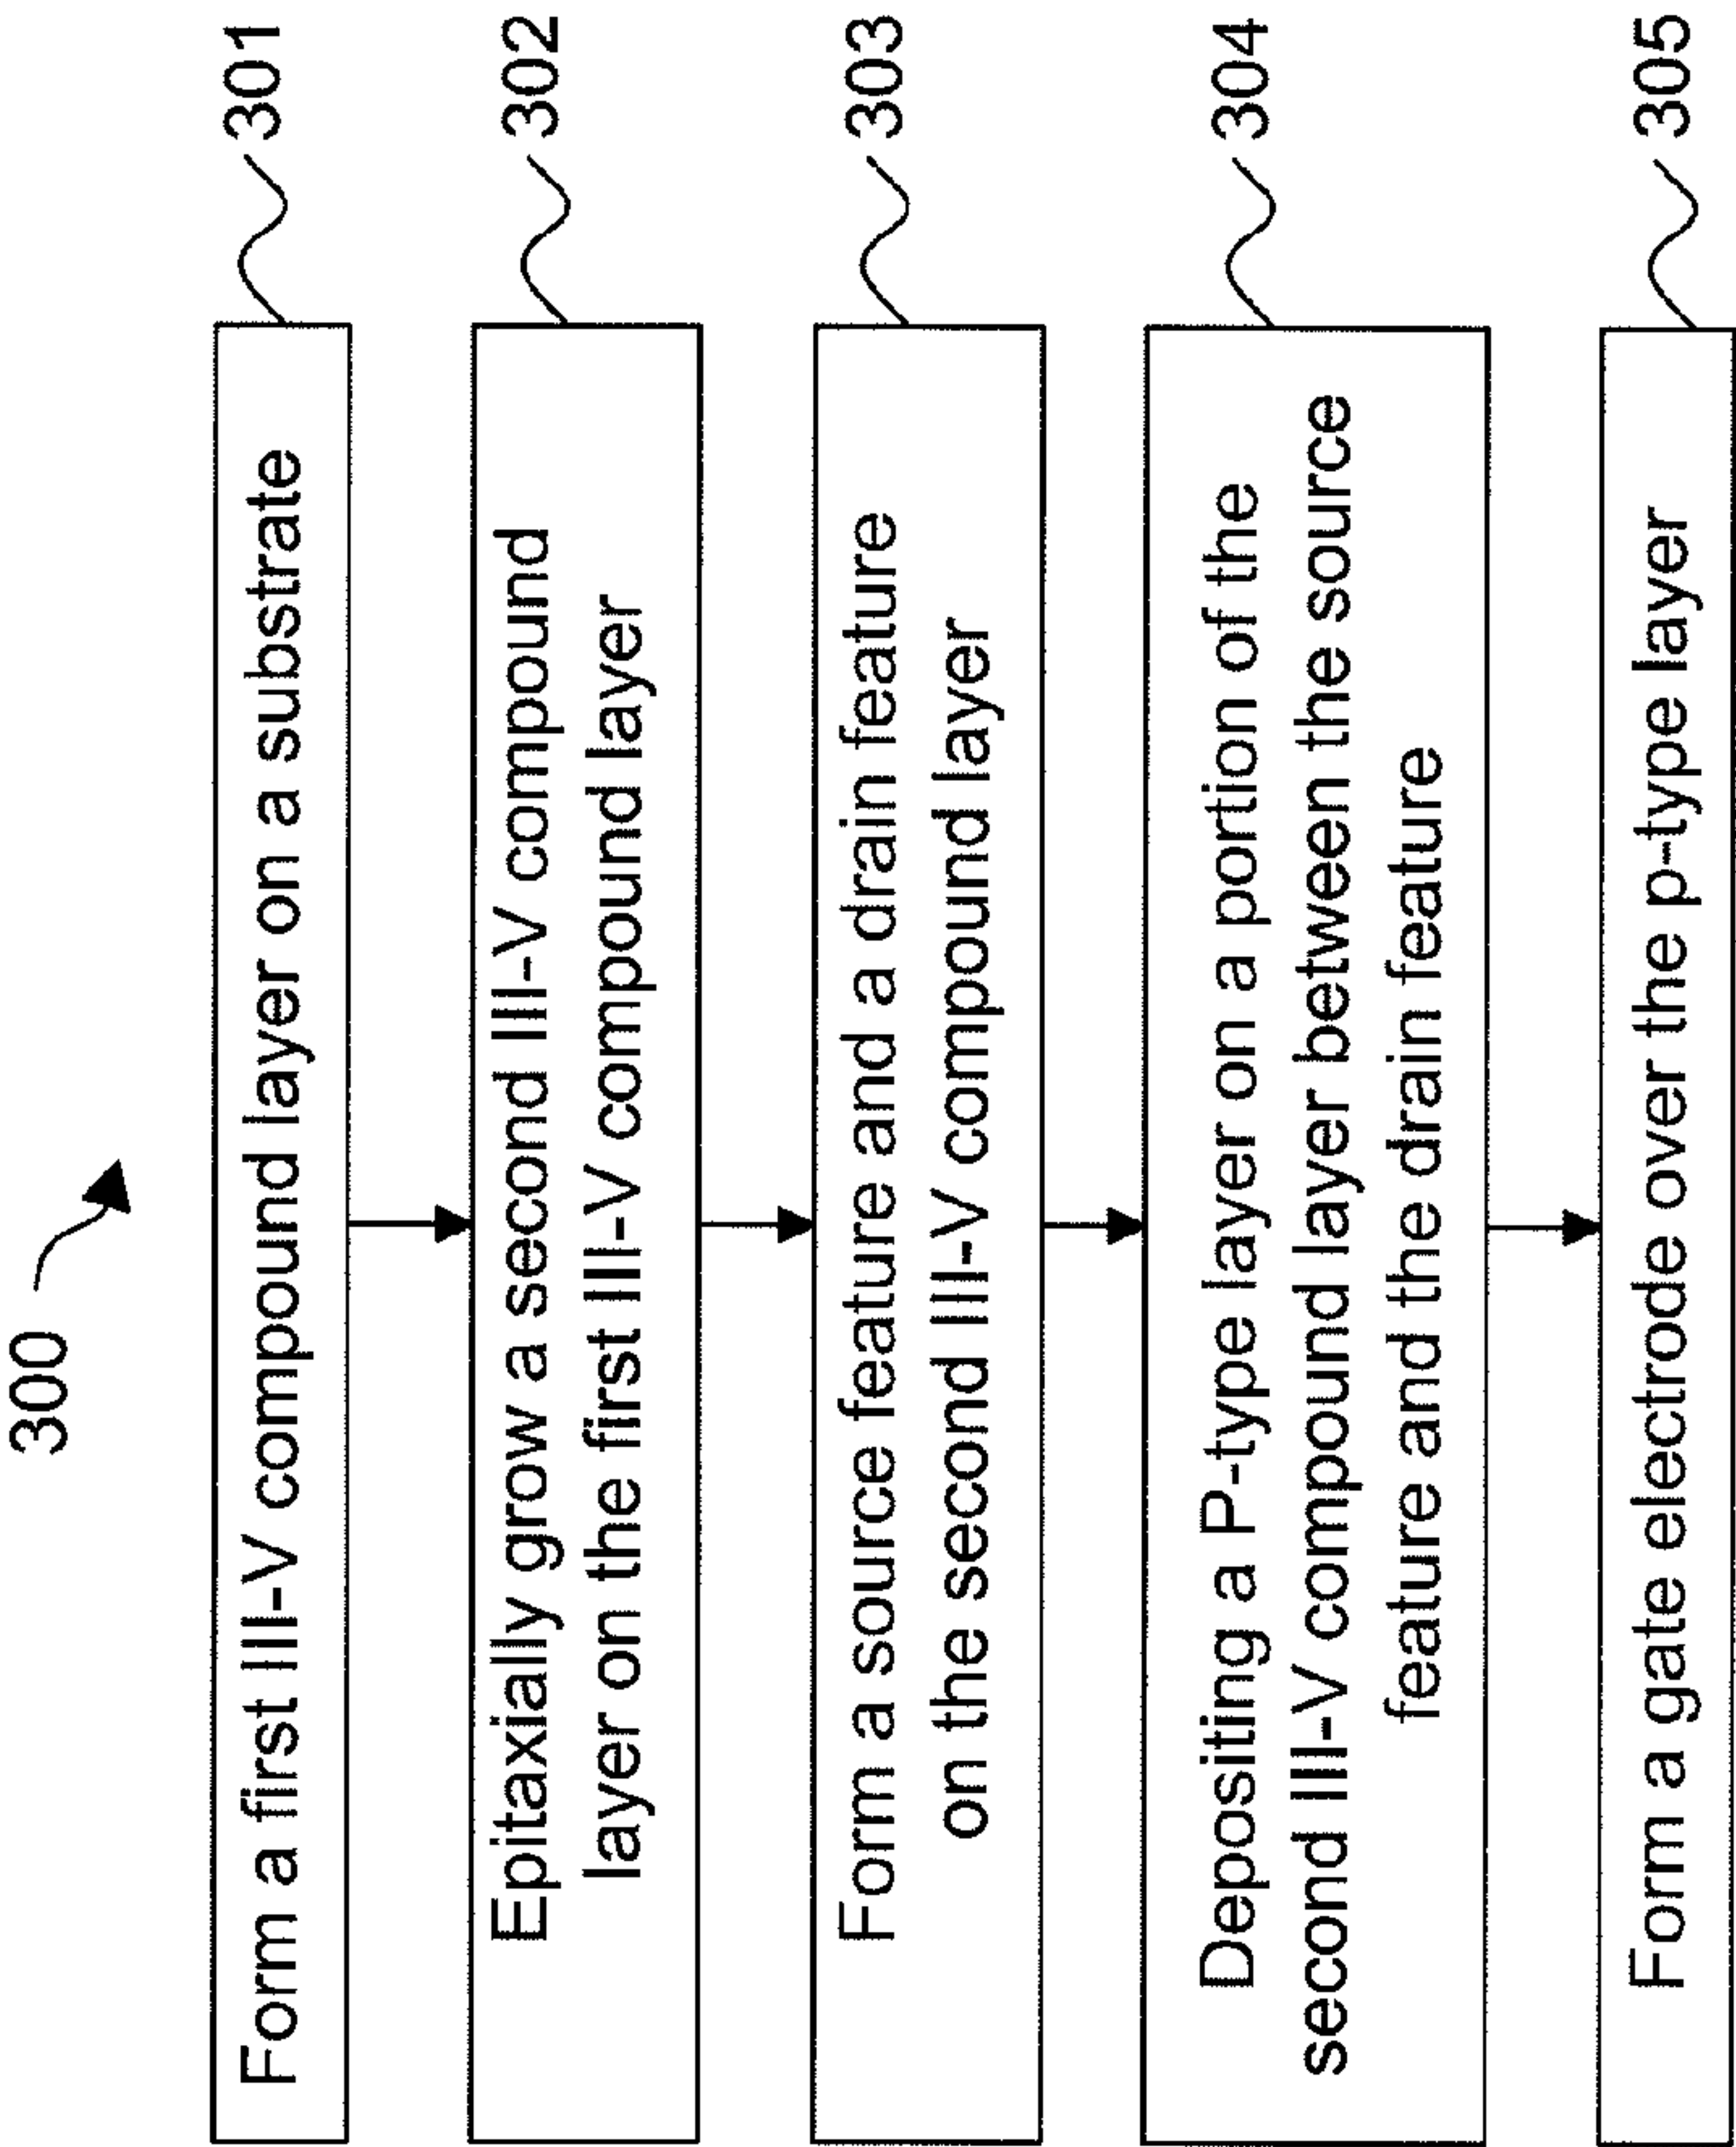 300
Form a first III-V compound layer on a substrate
301
Epitaxially grow a second III-V compound
layer on the first III-V compound layer
302
Form a source feature and a drain feature
on the second III-V compound layer
303
Depositing a P-type layer on a portion of the
second III-V compound layer between the source
feature and the drain feature
304
Form a gate electrode over the p-type layer
305